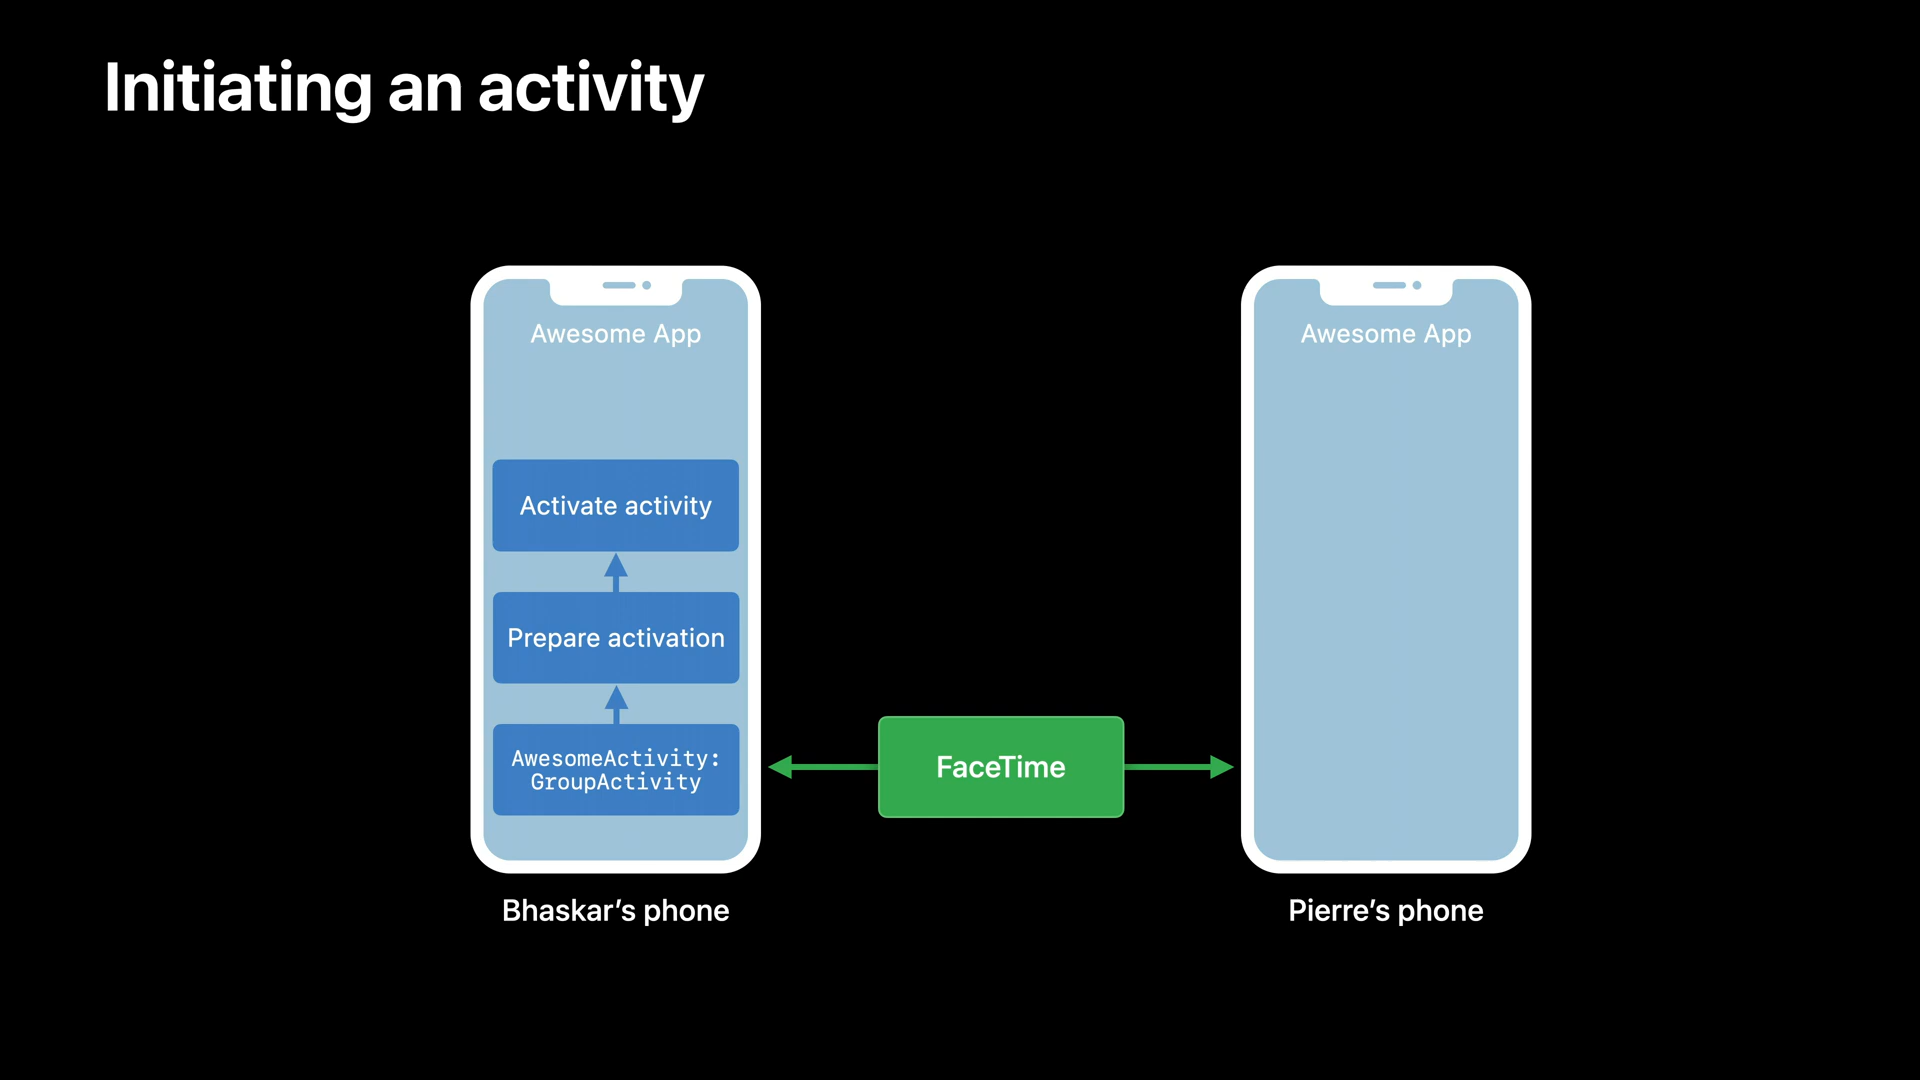 Initiating an activity
Awesome App
Activate activity
Prepare activation
AwesomeActivity:
GroupActivity
Bhaskar’s phone
FaceTime
Awesome App
Pierre’s phone